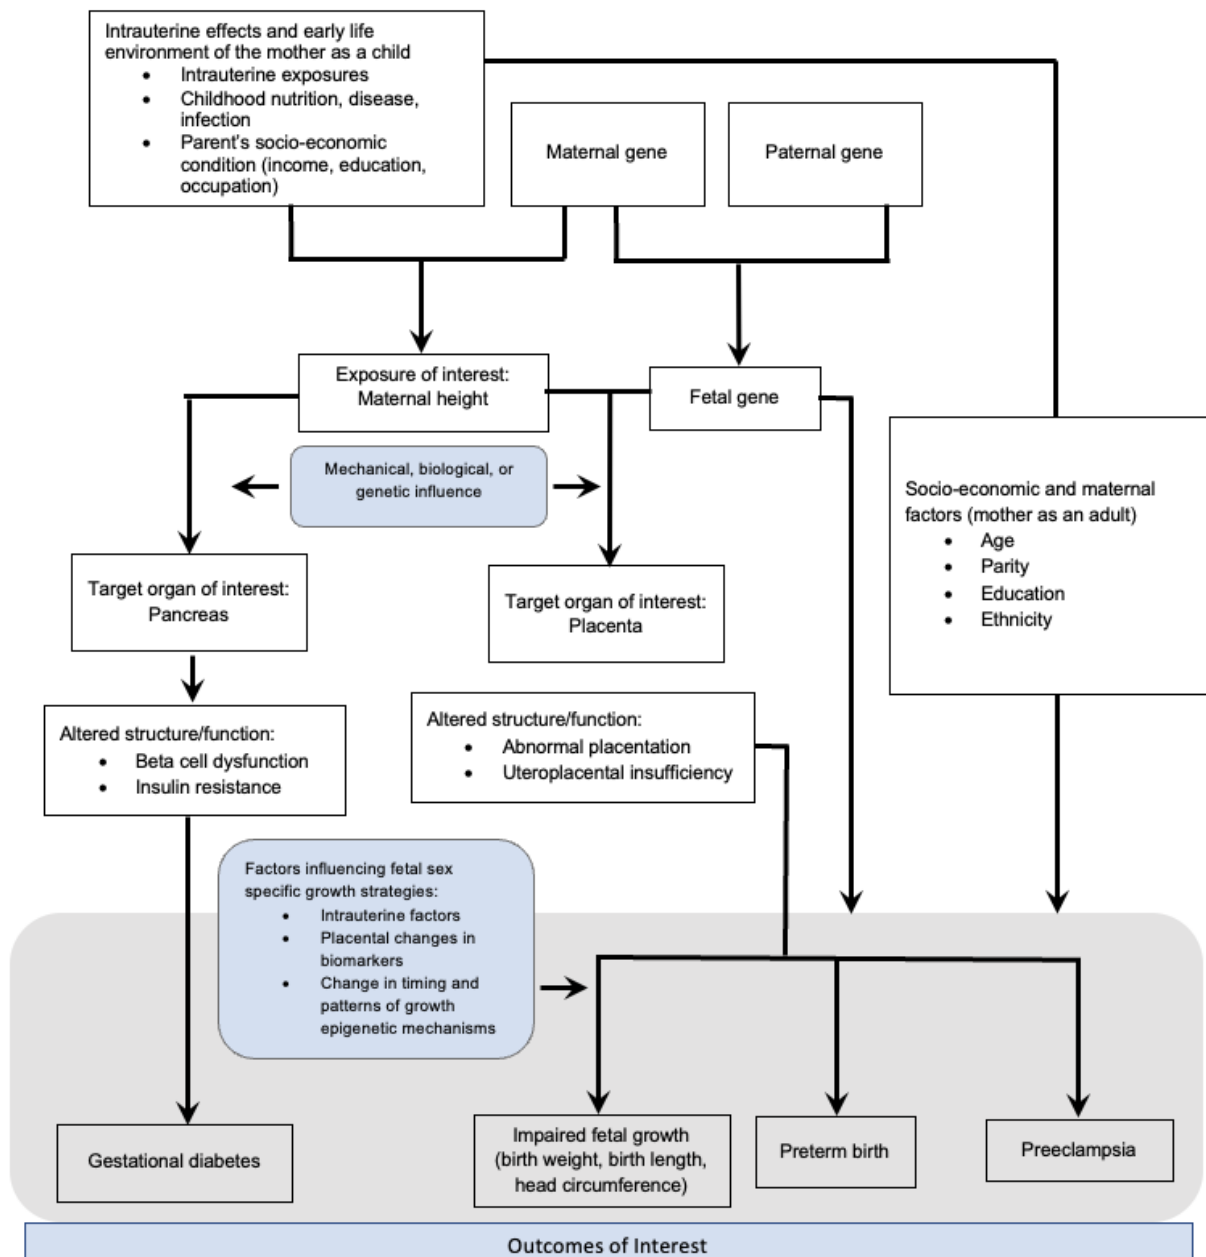 Intrauterine effects and early life
environment of the mother as a child
• Intrauterine exposures
• Childhood nutrition, disease,
infection
• Parent's socio-economic
condition (income, education,
occupation)
Maternal gene
Paternal gene
Exposure of interest:
Maternal height
Fetal gene
Mechanical, biological, or
genetic influence
Socio-economic and maternal
factors (mother as an adult)
• Age
• Parity
• Education
• Ethnicity
Target organ of interest:
Pancreas
Target organ of interest:
Placenta
Altered structure/function:
• Beta cell dysfunction
• Insulin resistance
Altered structure/function:
• Abnormal placentation
• Uteroplacental insufficiency
Factors influencing fetal sex
specific growth strategies:
• Intrauterine factors
• Placental changes in
biomarkers
• Change in timing and
patterns of growth
epigenetic mechanisms
Gestational diabetes
Impaired fetal growth
(birth weight, birth length,
head circumference)
Preterm birth
Preeclampsia
Outcomes of Interest